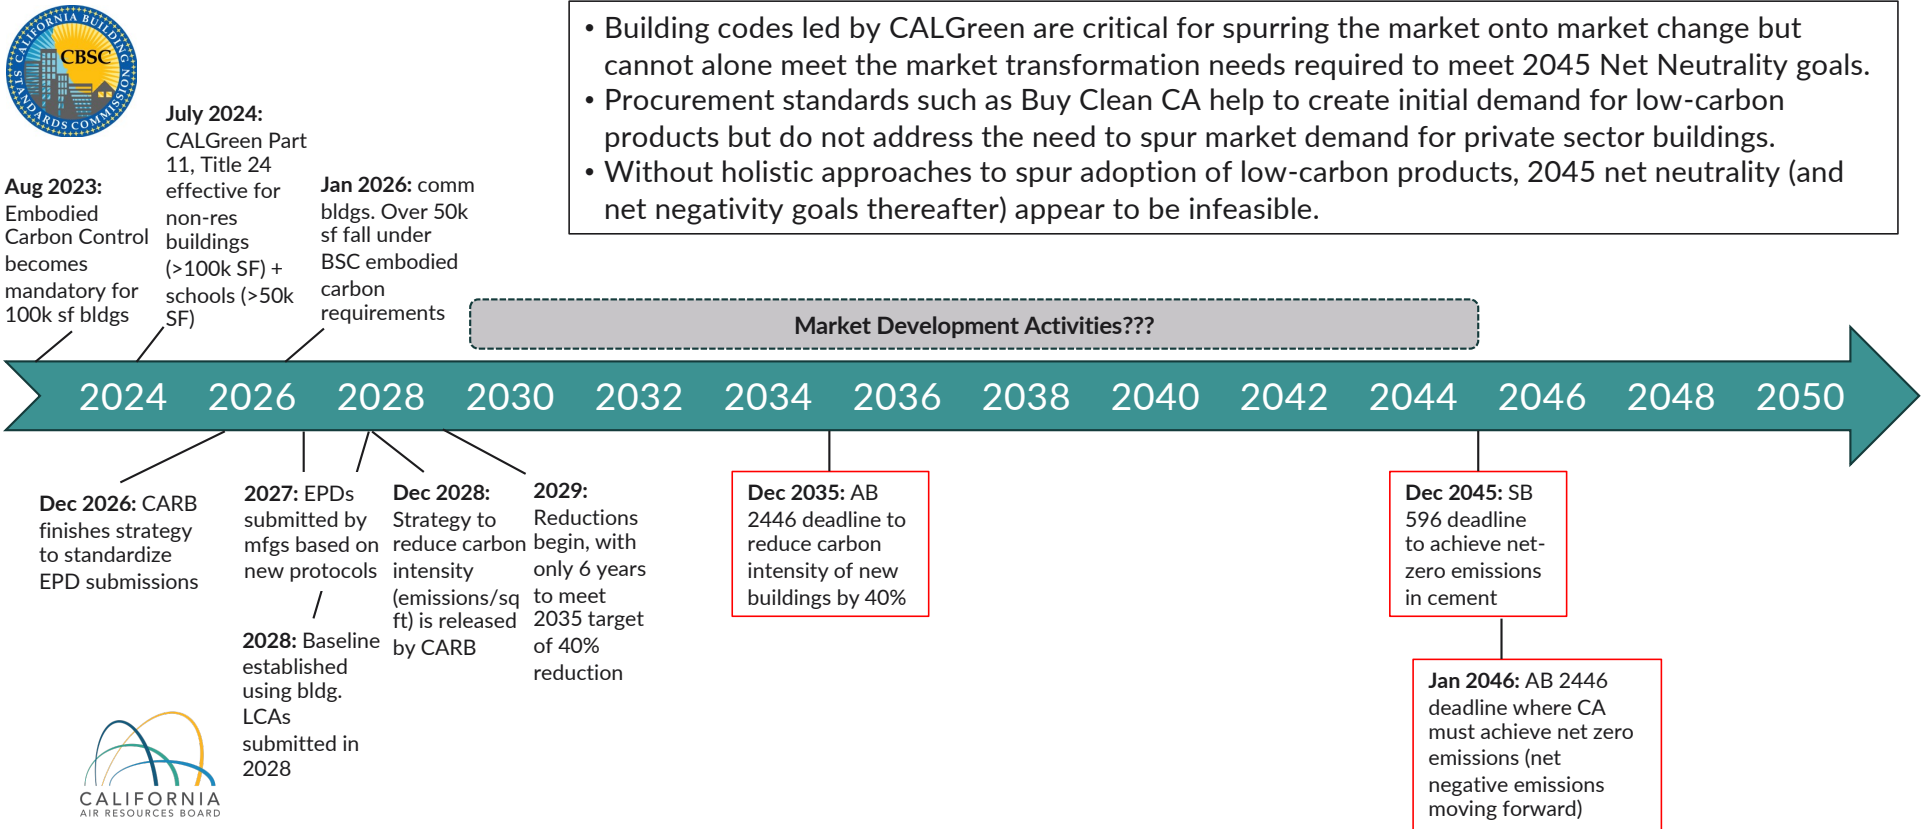 CALIFORNIA BUILDING STANDARDS COMMISSION
CBSC
• Building codes led by CALGreen are critical for spurring the market onto market change but
cannot alone meet the market transformation needs required to meet 2045 Net Neutrality goals.
• Procurement standards such as Buy Clean CA help to create initial demand for low-carbon
products but do not address the need to spur market demand for private sector buildings.
• Without holistic approaches to spur adoption of low-carbon products, 2045 net neutrality (and
net negativity goals thereafter) appear to be infeasible.
Aug 2023:
Embodied
Carbon Control
becomes
mandatory for
100k sf bldgs
July 2024:
CALGreen Part
11, Title 24
effective for
non-res
buildings
(>100k SF) +
schools (>50k
SF)
Jan 2026: comm
bldgs. Over 50k
sf fall under
BSC embodied
carbon
requirements
Market Development Activities???
2024 2026 2028 2030 2032 2034 2036 2038 2040 2042 2044 2046 2048 2050
Dec 2026: CARB
finishes strategy
to standardize
EPD submissions
2027: EPDs
submitted by
mfgs based on
new protocols
2028: Baseline
established
using bldg.
LCAs
submitted in
2028
Dec 2028:
Strategy to
reduce carbon
intensity
(emissions/sq
ft) is released
by CARB
2029:
Reductions
begin, with
only 6 years
to meet
2035 target
of 40%
reduction
Dec 2035: AB
2446 deadline to
reduce carbon
intensity of new
buildings by 40%
Dec 2045: SB
596 deadline
to achieve net-
zero emissions
in cement
Jan 2046: AB 2446
deadline where CA
must achieve net zero
emissions (net
negative emissions
moving forward)
CALIFORNIA
AIR RESOURCES BOARD